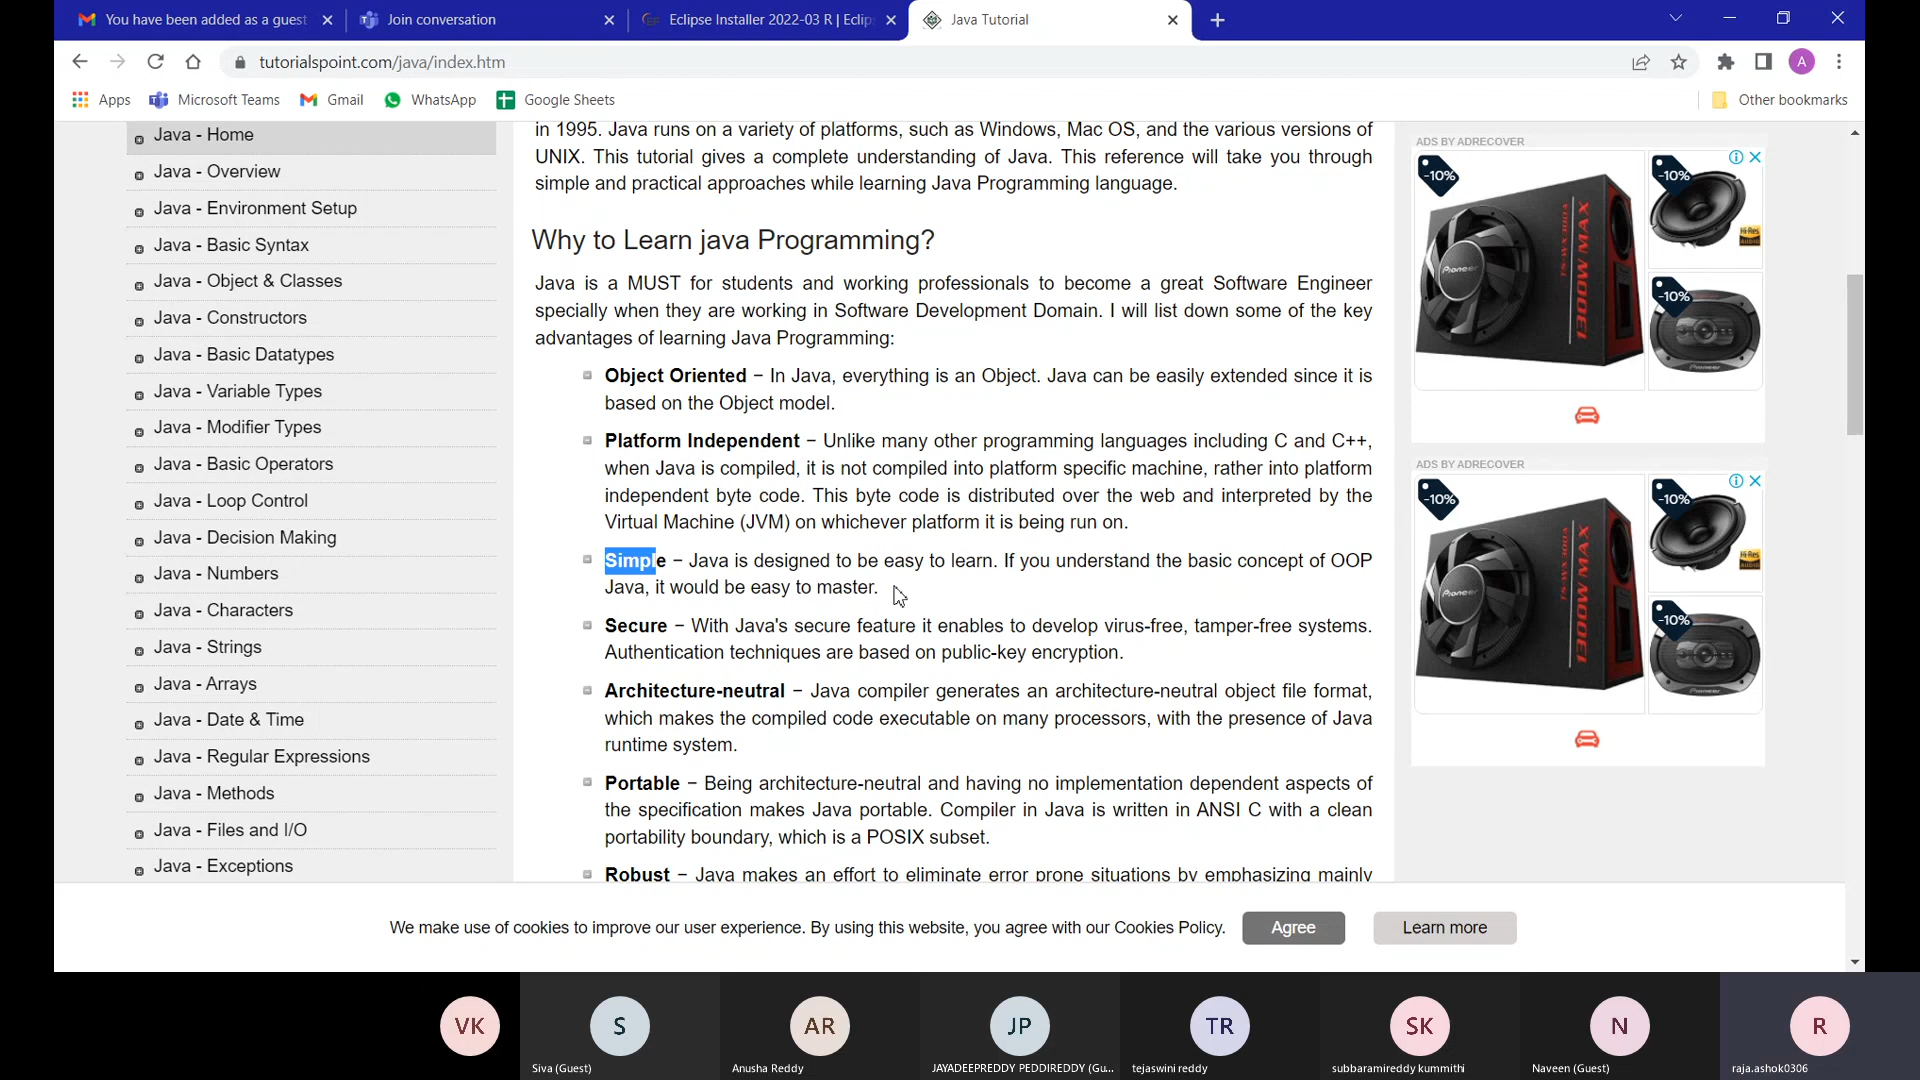 You have been added as a guest
Join conversation
Eclipse Installer 2022-03 R | Eclip
Java Tutorial
tutorialspoint.com/java/index.htm
A
Apps
Microsoft Teams
Gmail
WhatsApp
Google Sheets
Other bookmarks
Java - Home
Java - Overview
Java - Environment Setup
Java - Basic Syntax
Java - Object & Classes
Java - Constructors
Java - Basic Datatypes
Java - Variable Types
Java - Modifier Types
Java - Basic Operators
Java - Loop Control
Java - Decision Making
Java - Numbers
Java - Characters
Java - Strings
Java - Arrays
Java - Date & Time
Java - Regular Expressions
Java - Methods
Java - Files and I/O
Java - Exceptions
in 1995. Java runs on a variety of platforms, such as Windows, Mac OS, and the various versions of
UNIX. This tutorial gives a complete understanding of Java. This reference will take you through
simple and practical approaches while learning Java Programming language.
Why to Learn java Programming?
Java is a MUST for students and working professionals to become a great Software Engineer
specially when they are working in Software Development Domain. I will list down some of the key
advantages of learning Java Programming:
Object Oriented − In Java, everything is an Object. Java can be easily extended since it is
based on the Object model.
Platform Independent − Unlike many other programming languages including C and C++,
when Java is compiled, it is not compiled into platform specific machine, rather into platform
independent byte code. This byte code is distributed over the web and interpreted by the
Virtual Machine (JVM) on whichever platform it is being run on.
Simple − Java is designed to be easy to learn. If you understand the basic concept of OOP
Java, it would be easy to master.
Secure − With Java's secure feature it enables to develop virus-free, tamper-free systems.
Authentication techniques are based on public-key encryption.
Architecture-neutral − Java compiler generates an architecture-neutral object file format,
which makes the compiled code executable on many processors, with the presence of Java
runtime system.
Portable − Being architecture-neutral and having no implementation dependent aspects of
the specification makes Java portable. Compiler in Java is written in ANSI C with a clean
portability boundary, which is a POSIX subset.
Robust − Java makes an effort to eliminate error prone situations by emphasizing mainly
ADS BY ADRECOVER
-10%
-10%
-10%
Pioneer
TS-WX300A
1300W MAX
Hi-Res
AUDIO
ADS BY ADRECOVER
-10%
-10%
-10%
Pioneer
TS-WX300A
1300W MAX
Hi-Res
AUDIO
We make use of cookies to improve our user experience. By using this website, you agree with our Cookies Policy.
Agree
Learn more
VK
S
Siva (Guest)
AR
Anusha Reddy
JP
JAYADEEPREDDY PEDDIREDDY (Gu...
TR
tejaswini reddy
SK
subbaramireddy kummithi
N
Naveen (Guest)
R
raja.ashok0306